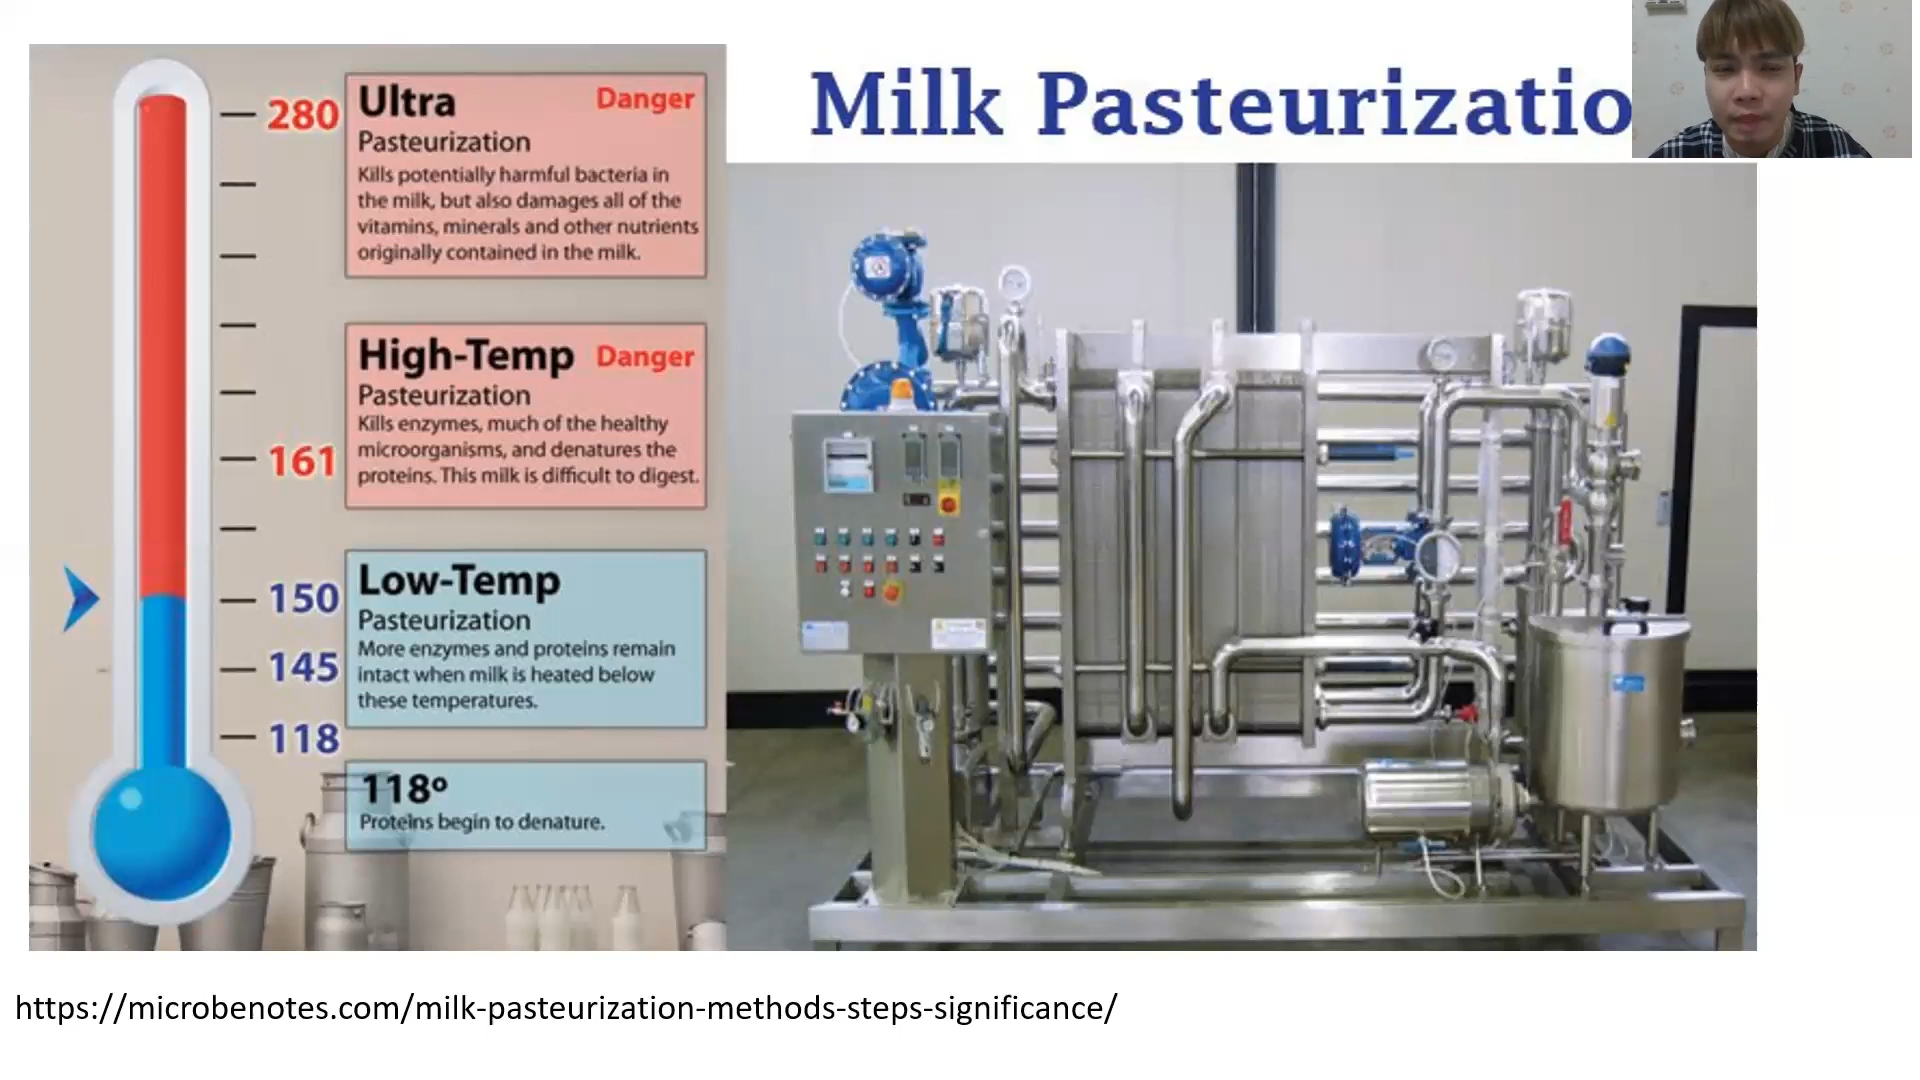 Milk Pasteurizatio
280
Ultra Danger
Pasteurization
Kills potentially harmful bacteria in
the milk, but also damages all of the
vitamins, minerals and other nutrients
originally contained in the milk.
High-Temp Danger
Pasteurization
Kills enzymes, much of the healthy
microorganisms, and denatures the
proteins. This milk is difficult to digest.
161
Low-Temp
Pasteurization
More enzymes and proteins remain
intact when milk is heated below
these temperatures.
150
145
118
118º
Proteins begin to denature.
https://microbenotes.com/milk-pasteurization-methods-steps-significance/